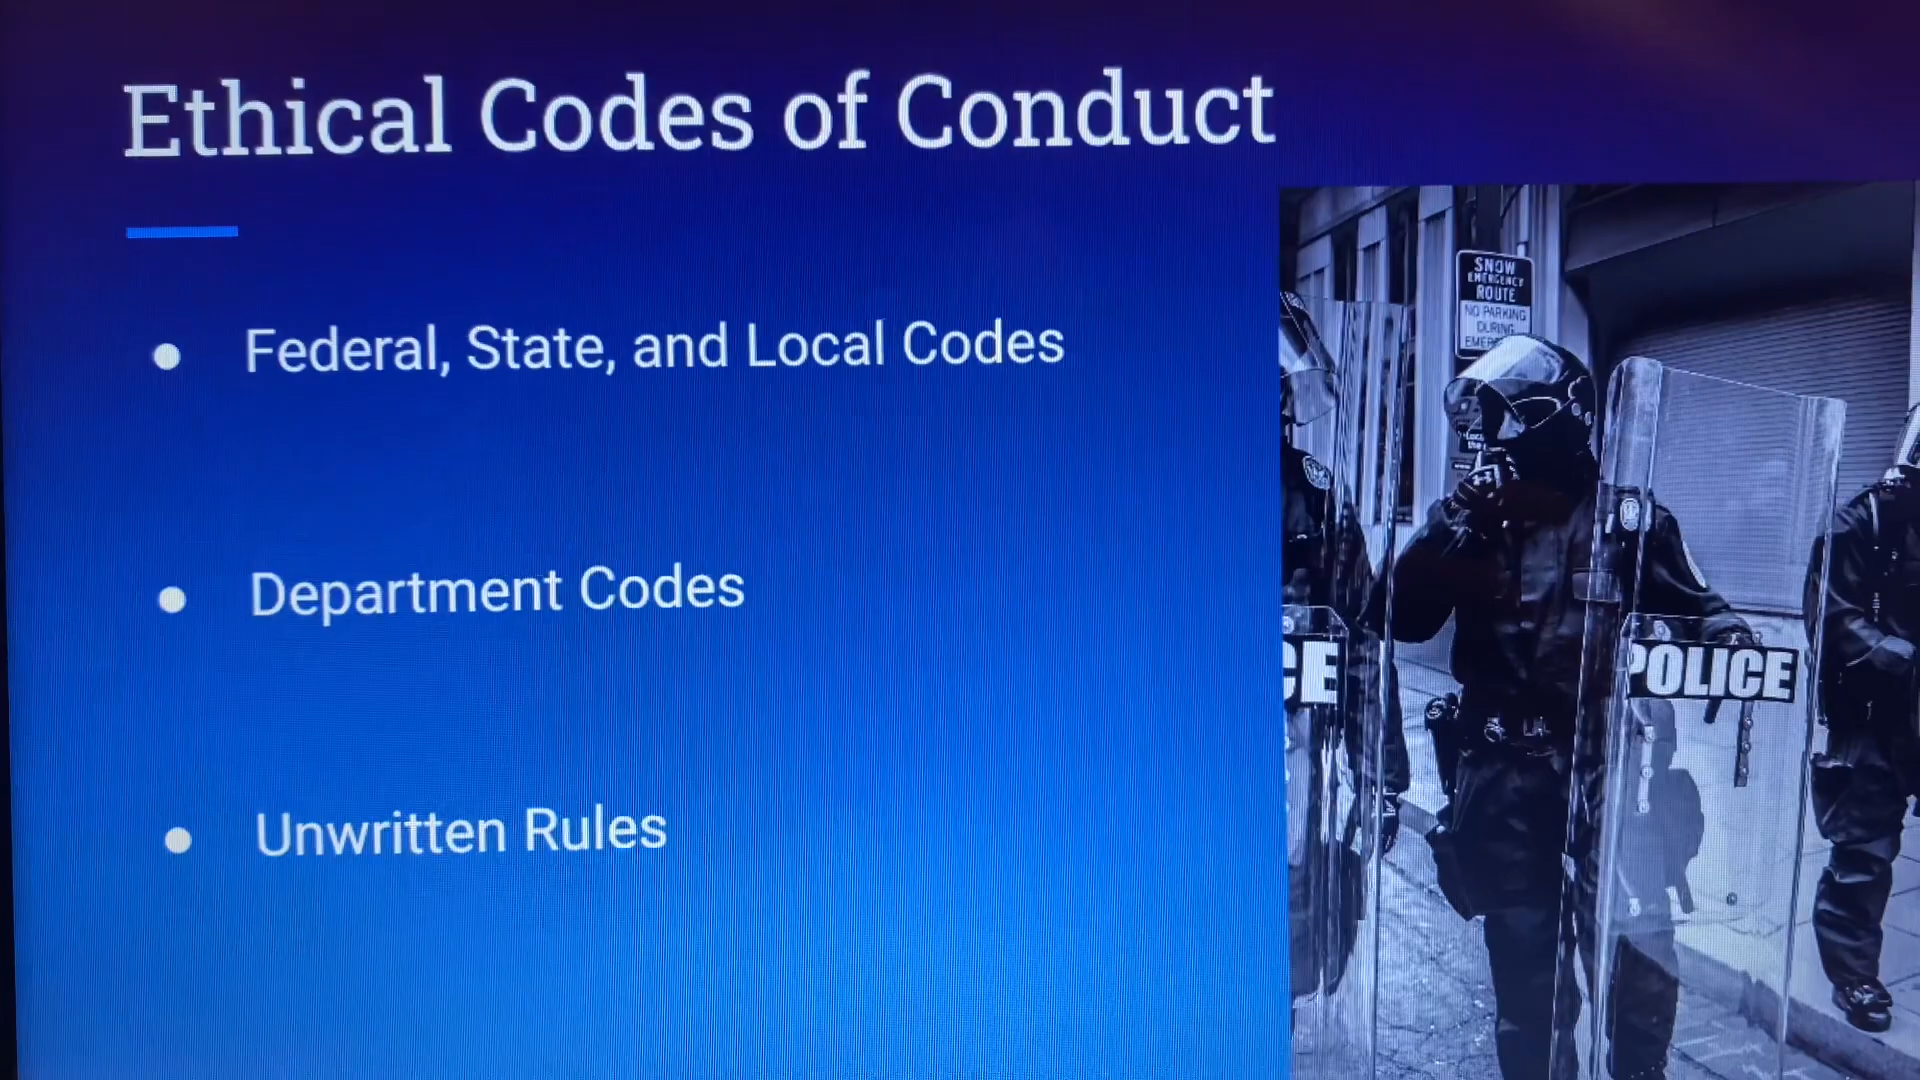 Ethical Codes of Conduct
Federal, State, and Local Codes
Department Codes
Unwritten Rules
SNOW
EMERGENCY
ROUTE
NO PARKING
DURING
CE
POLICE